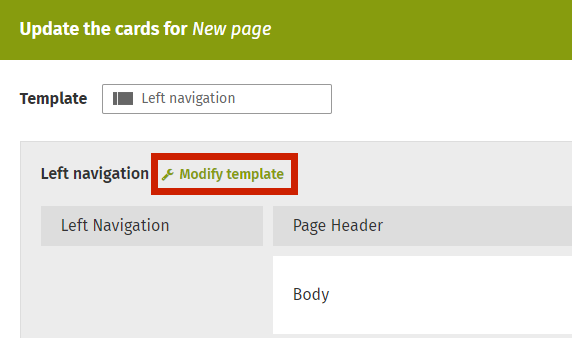 Update the cards for New page
Template Left navigation
Left navigation Modify template
Left Navigation Page Header
Body